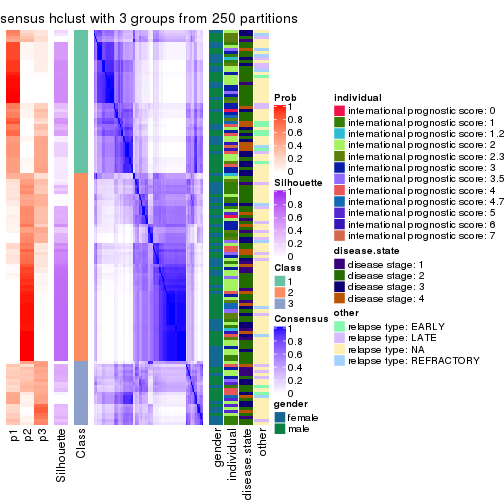 sensus hclust with 3 groups from 250 partitions
Prob
1
0.8
0.6
0.4
0.2
0
Silhouette
1
0.8
0.6
0.4
0.2
0
Class
1
2
3
Consensus
1
0.8
0.6
0.4
0.2
0
gender
female
male
individual
international prognostic score: 0
international prognostic score: 1
international prognostic score: 1.2
international prognostic score: 2
international prognostic score: 2.3
international prognostic score: 3
international prognostic score: 3.5
international prognostic score: 4
international prognostic score: 4.7
international prognostic score: 5
international prognostic score: 6
international prognostic score: 7
disease.state
disease stage: 1
disease stage: 2
disease stage: 3
disease stage: 4
other
relapse type: EARLY
relapse type: LATE
relapse type: NA
relapse type: REFRACTORY
p1
p2
p3
Silhouette
Class
gender
individual
disease.state
other